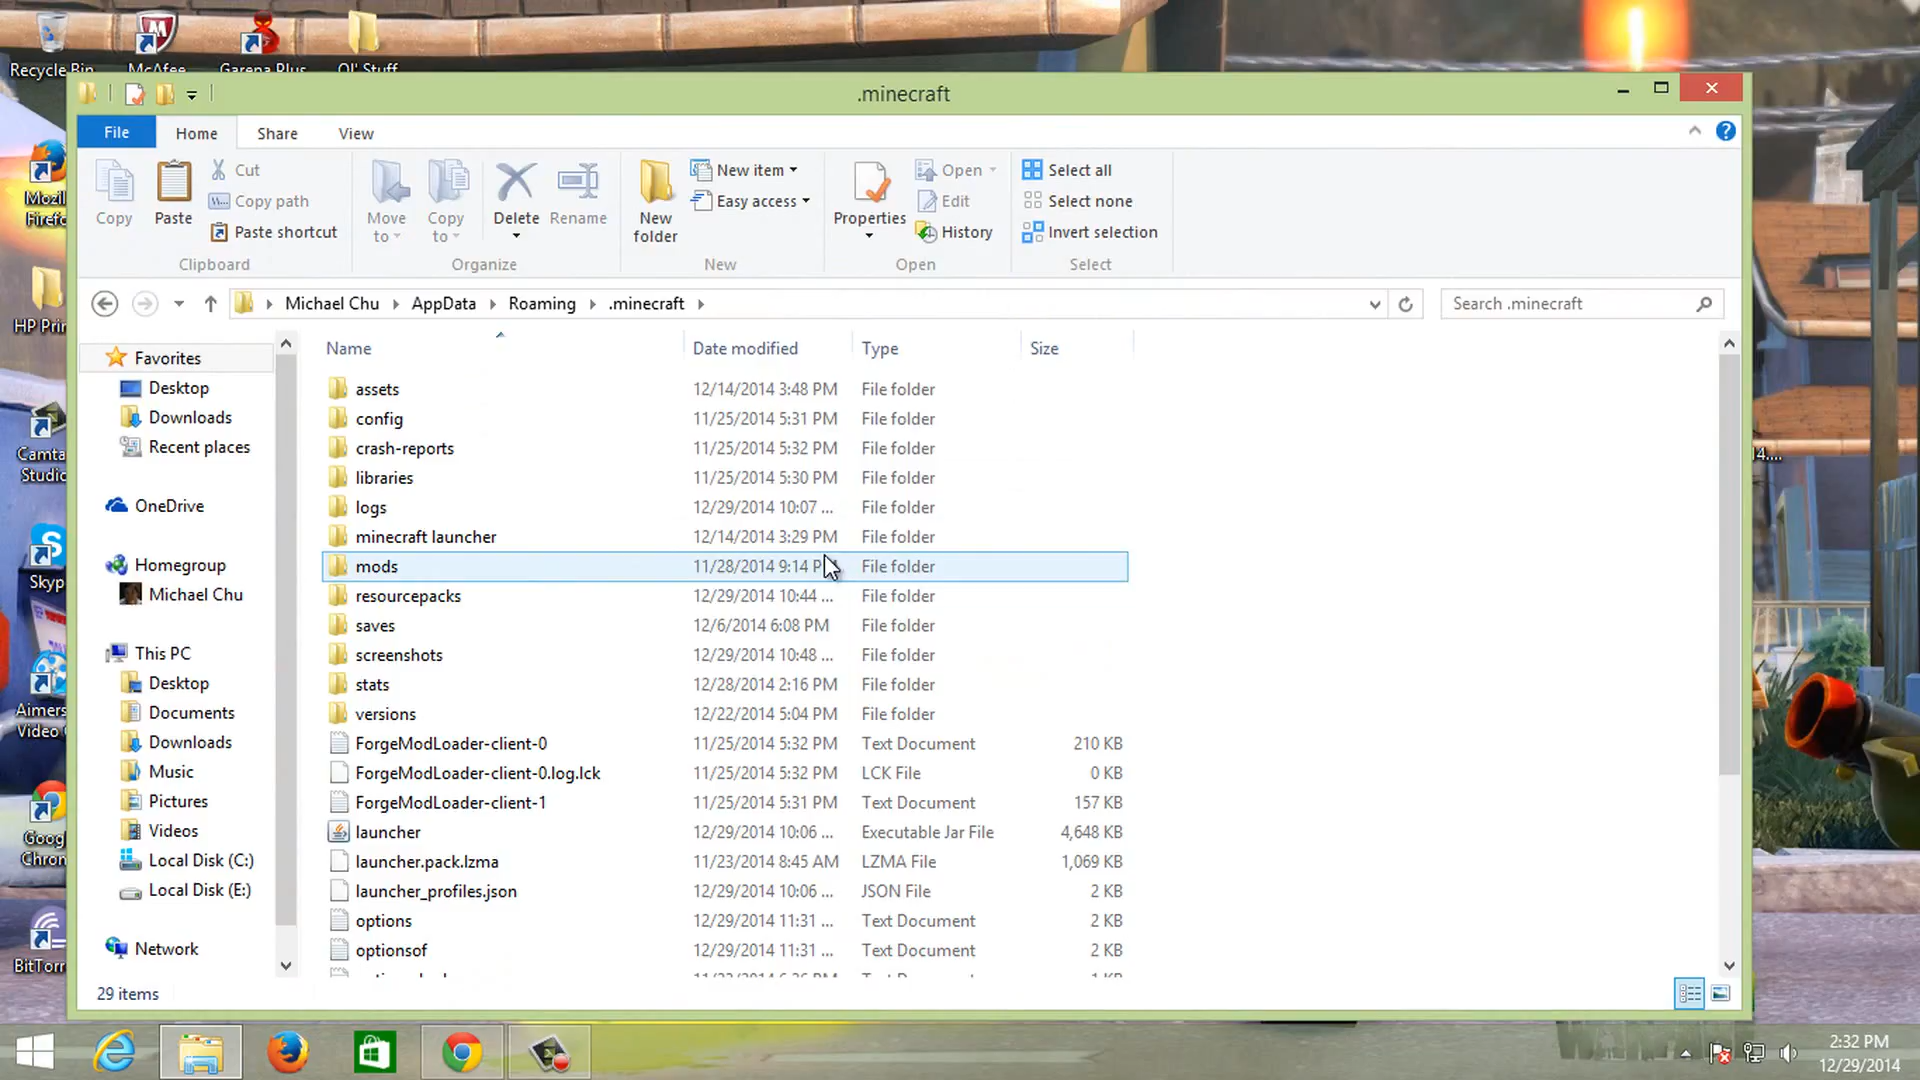 Recycle Bin McAfee Garena Plus Ol' Stuff
.minecraft
File Home Share View
Copy Paste Cut Copy path Paste shortcut
Clipboard
Move to Copy to Delete Rename
Organize
New folder New item Easy access
New
Properties Open Edit History
Open
Select all
Select none
Invert selection
Select
Michael Chu AppData Roaming .minecraft
Search .minecraft
Favorites
Desktop
Downloads
Recent places
OneDrive
Homegroup
Michael Chu
This PC
Desktop
Documents
Downloads
Music
Pictures
Videos
Local Disk (C:)
Local Disk (E:)
Network
Name Date modified Type Size
assets 12/14/2014 3:48 PM File folder
config 11/25/2014 5:31 PM File folder
crash-reports 11/25/2014 5:32 PM File folder
libraries 11/25/2014 5:30 PM File folder
logs 12/29/2014 10:07 ... File folder
minecraft launcher 12/14/2014 3:29 PM File folder
mods 11/28/2014 9:14 P File folder
resourcepacks 12/29/2014 10:44 ... File folder
saves 12/6/2014 6:08 PM File folder
screenshots 12/29/2014 10:48 ... File folder
stats 12/28/2014 2:16 PM File folder
versions 12/22/2014 5:04 PM File folder
ForgeModLoader-client-0 11/25/2014 5:32 PM Text Document 210 KB
ForgeModLoader-client-0.log.lck 11/25/2014 5:32 PM LCK File 0 KB
ForgeModLoader-client-1 11/25/2014 5:31 PM Text Document 157 KB
launcher 12/29/2014 10:06 ... Executable Jar File 4,648 KB
launcher.pack.lzma 11/23/2014 8:45 AM LZMA File 1,069 KB
launcher_profiles.json 12/29/2014 10:06 ... JSON File 2 KB
options 12/29/2014 11:31 ... Text Document 2 KB
optionsof 12/29/2014 11:31 ... Text Document 2 KB
29 items
Mozil
Firefo
HP Prin
Camta
Studio
Skyp
Aimers
Video
Goog
Chron
BitTorr
14....
2:32 PM
12/29/2014